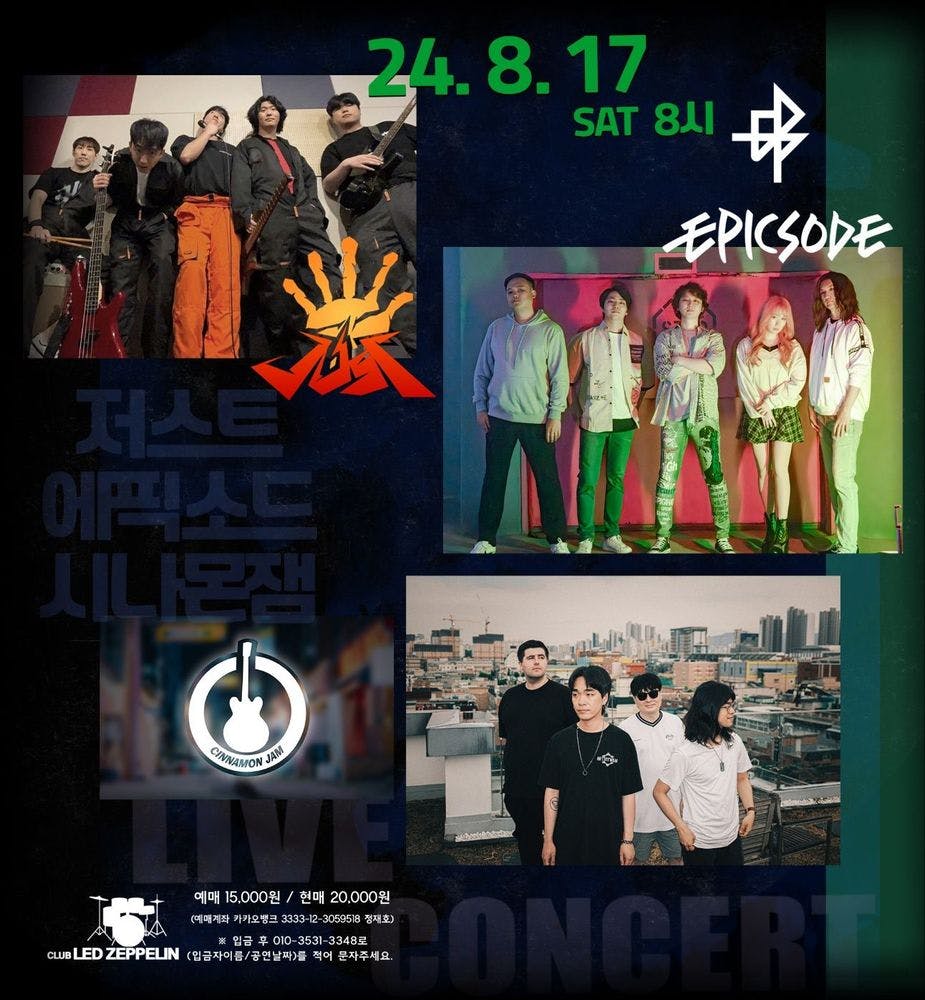 24. 8. 17
SAT 8시
EPICSODE
JUST
저스트
에픽소드
시나몬잼
CINNAMON JAM
LIVE
CONCERT
예매 15,000원 / 현매 20,000원
(예매계좌 카카오뱅크 3333-12-3059518 정재호)
※ 입금 후 010-3531-3348로
(입금자이름/공연날짜)를 적어 문자주세요.
CLUB LED ZEPPELIN